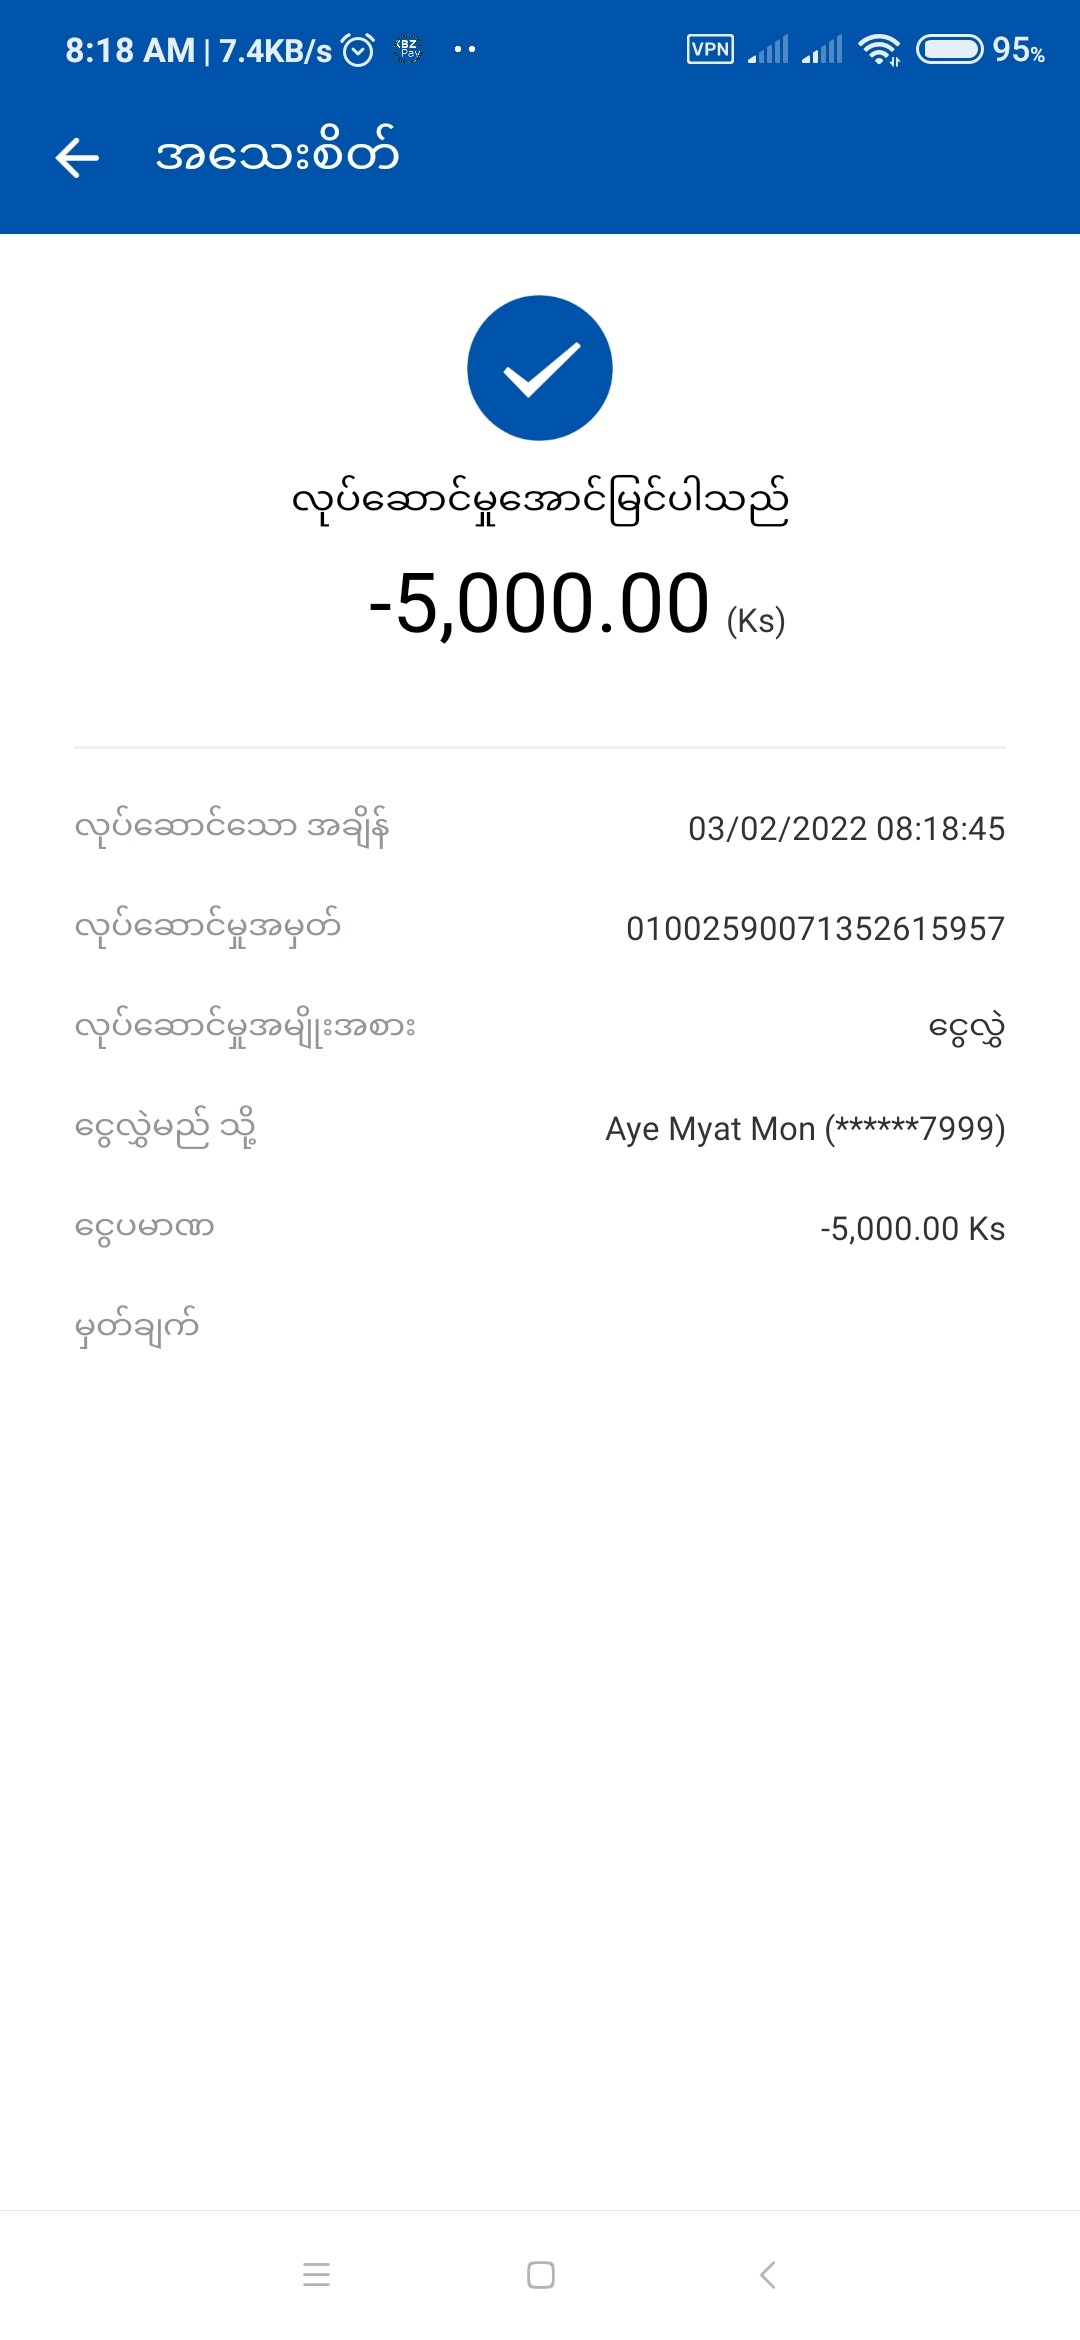 8:18 AM | 7.4KB/s KBZ Pay VPN 95%
အသေးစိတ်
လုပ်ဆောင်မှုအောင်မြင်ပါသည်
-5,000.00 (Ks)
လုပ်ဆောင်သော အချိန် 03/02/2022 08:18:45
လုပ်ဆောင်မှုအမှတ် 01002590071352615957
လုပ်ဆောင်မှုအမျိုးအစား ငွေလွှဲ
ငွေလွှဲမည် သို့ Aye Myat Mon (******7999)
ငွေပမာဏ -5,000.00 Ks
မှတ်ချက်